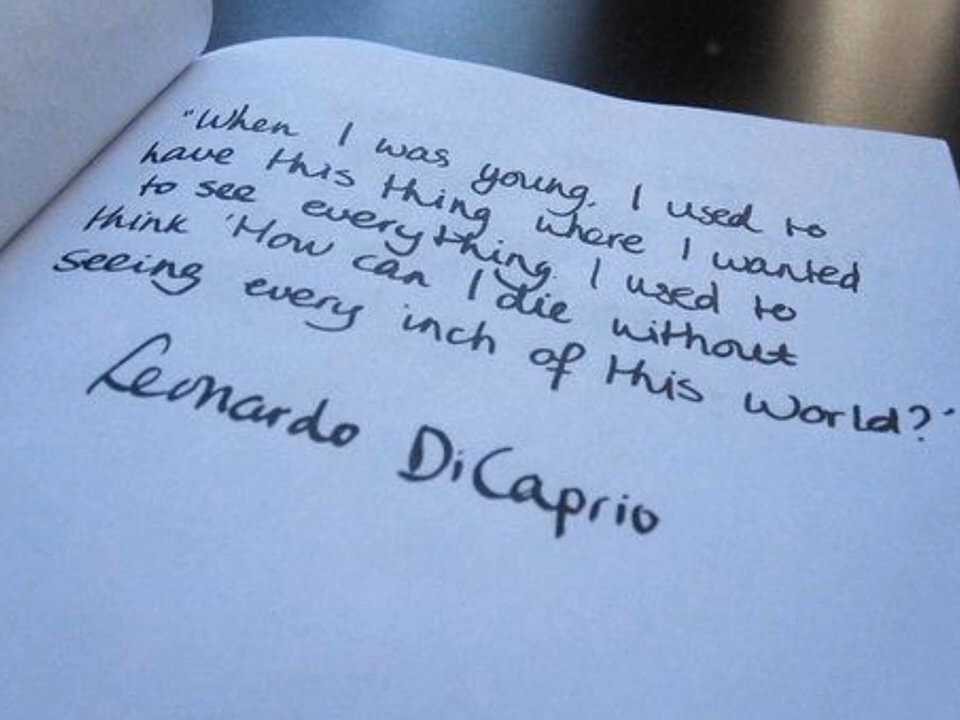 "When I was young, I used to
have this thing where I wanted
to see everything. I used to
think 'How can I die without
seeing every inch of this world?'
Leonardo DiCaprio